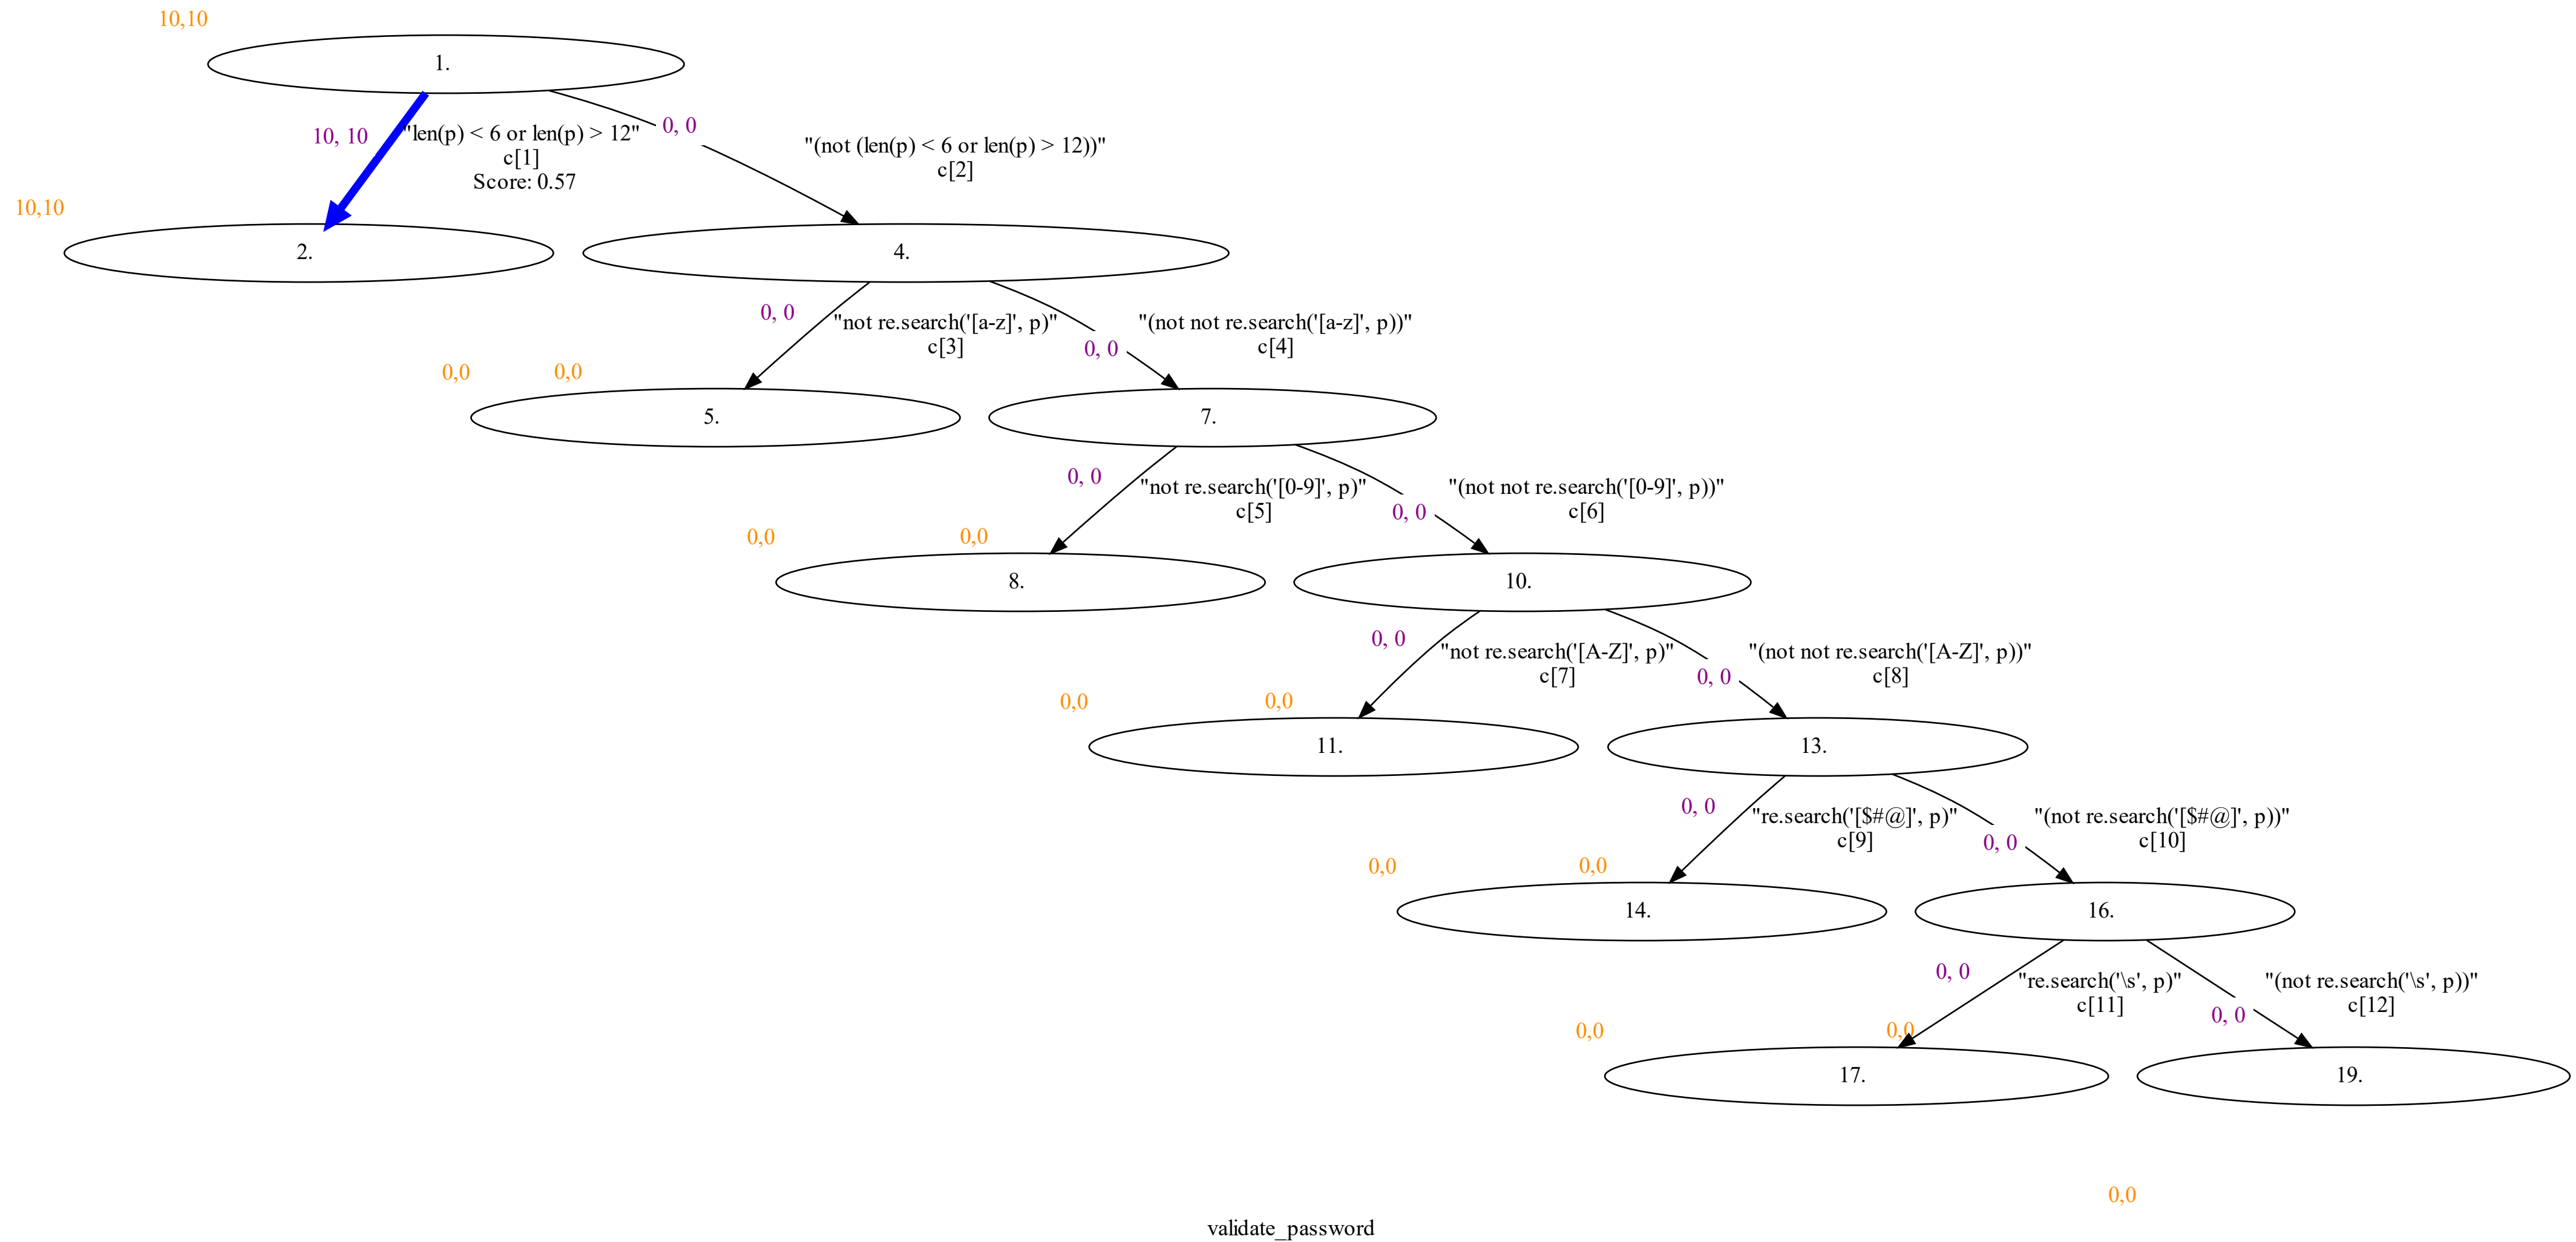 10,10
1.
10, 10
"len(p) < 6 or len(p) > 12"
c[1]
Score: 0.57
0, 0
"(not (len(p) < 6 or len(p) > 12))"
c[2]
10,10
2.
4.
0, 0
"not re.search('[a-z]', p)"
c[3]
0, 0
"(not not re.search('[a-z]', p))"
c[4]
0,0
0,0
5.
7.
0, 0
"not re.search('[0-9]', p)"
c[5]
0, 0
"(not not re.search('[0-9]', p))"
c[6]
0,0
0,0
8.
10.
0, 0
"not re.search('[A-Z]', p)"
c[7]
0, 0
"(not not re.search('[A-Z]', p))"
c[8]
0,0
0,0
11.
13.
0, 0
"re.search('[$#@]', p)"
c[9]
0, 0
"(not re.search('[$#@]', p))"
c[10]
0,0
0,0
14.
16.
0, 0
"re.search('\s', p)"
c[11]
0, 0
"(not re.search('\s', p))"
c[12]
0,0
0,0
17.
19.
0,0
validate_password